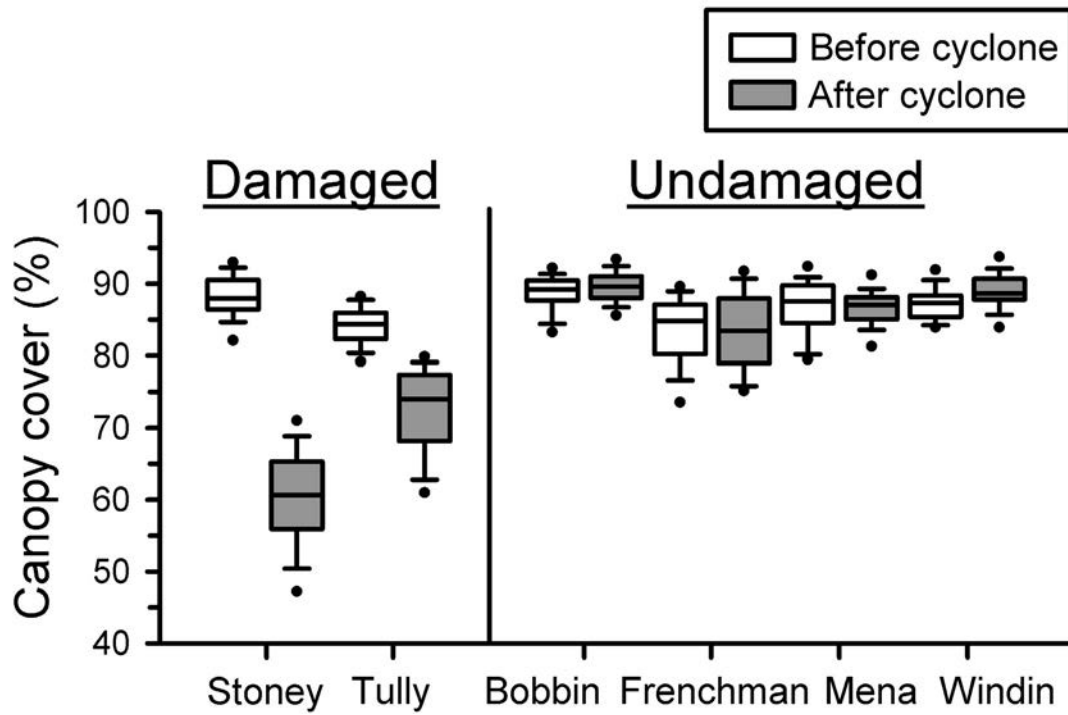 Before cyclone
After cyclone
Damaged
Undamaged
Canopy cover (%)
100
90
80
70
60
50
40
Stoney
Tully
Bobbin
Frenchman
Mena
Windin